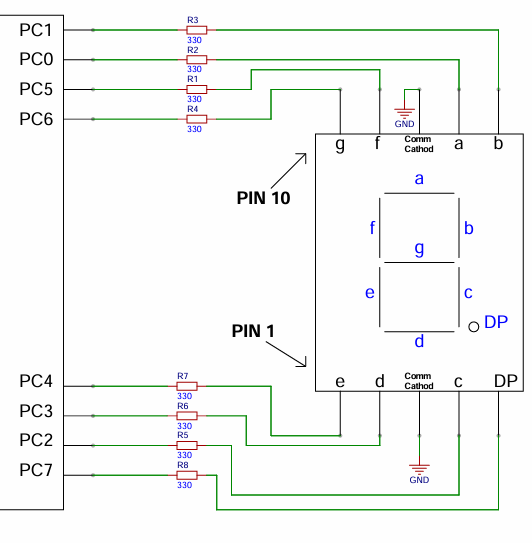 PC1
R3
330
PC0
R2
330
PC5
R1
330
PC6
R4
330
GND
g f Comm Cathod a b
PIN 10
a
f b
g
e c
d
DP
PIN 1
e d Comm Cathod c DP
PC4
R7
330
PC3
R6
330
PC2
R5
330
PC7
R8
330
GND